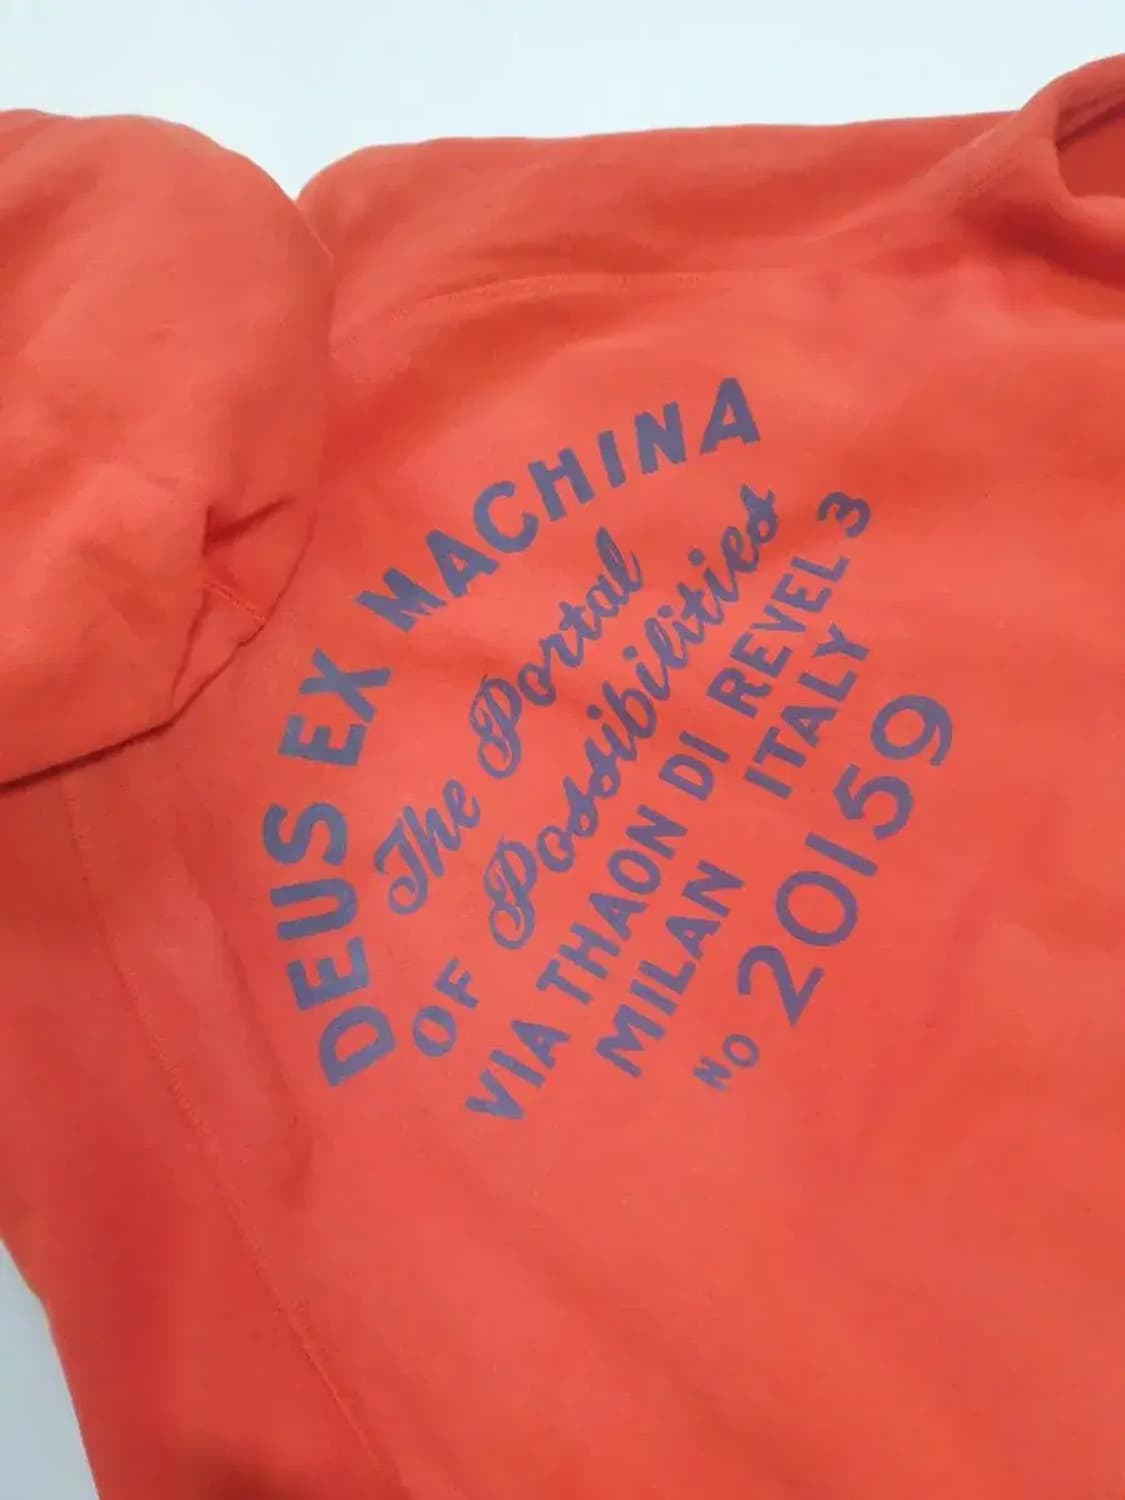 DEUS EX MACHINA
The Portal
OF Possibilities
VIA THAON DI REVEL 3
MILAN ITALY
NO 20159